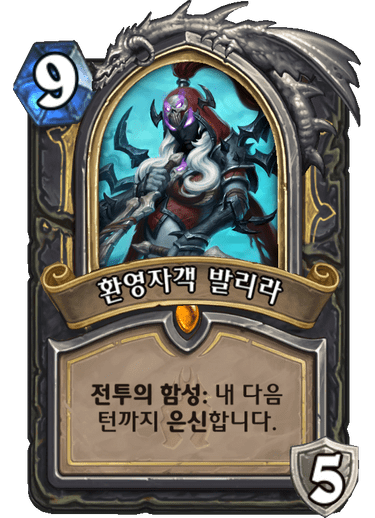 9
환영자객 발리라
전투의 함성: 내 다음
턴까지 은신합니다.
5